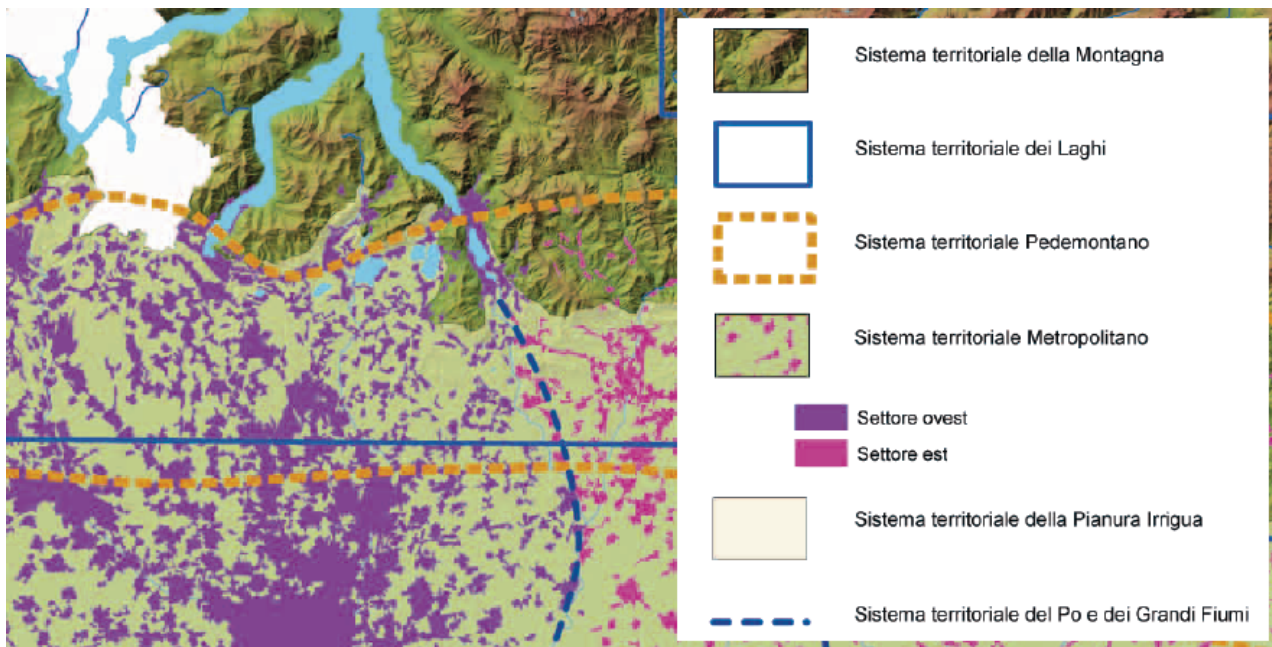 Sistema territoriale della Montagna
Sistema territoriale dei Laghi
Sistema territoriale Pedemontano
Sistema territoriale Metropolitano
Settore ovest
Settore est
Sistema territoriale della Pianura Irrigua
Sistema territoriale del Po e dei Grandi Fiumi